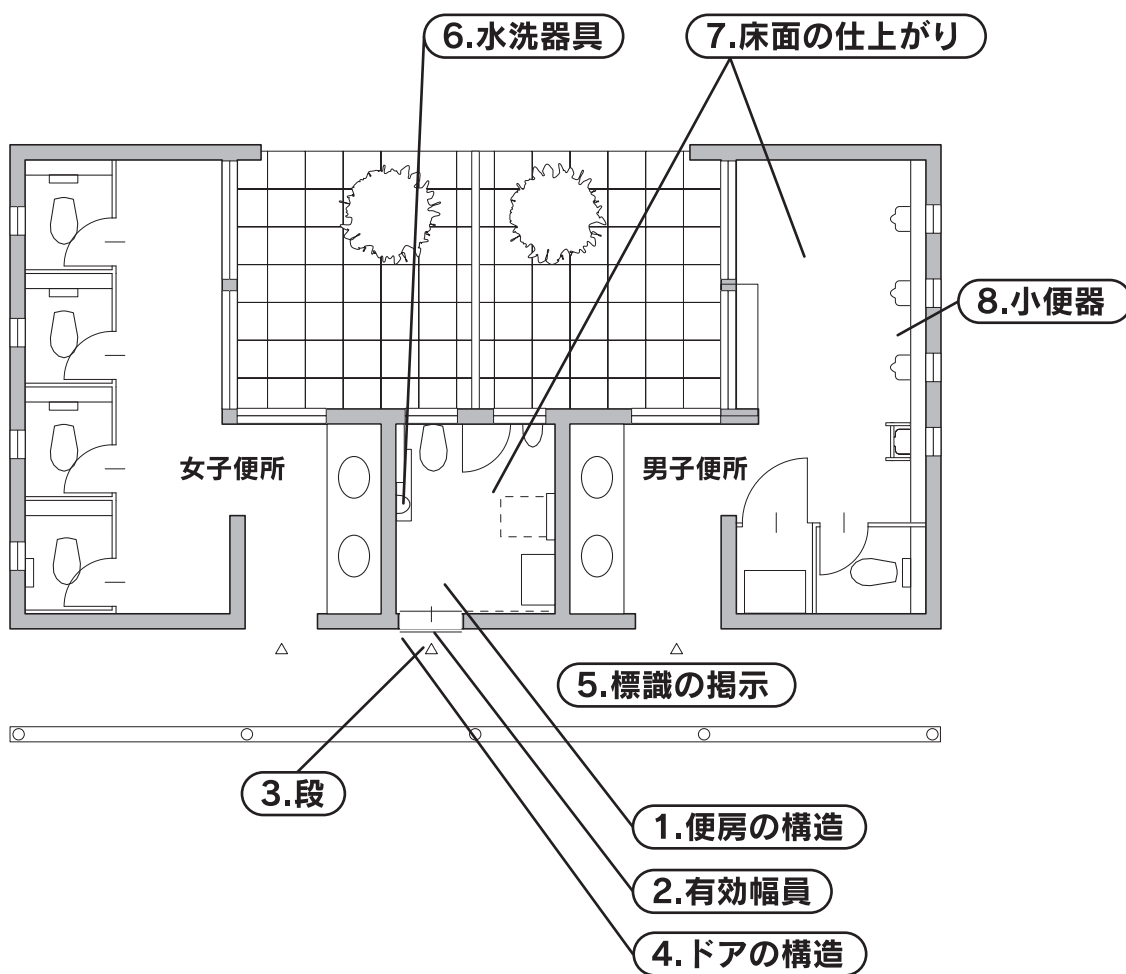 6.水洗器具
7.床面の仕上がり
8.小便器
女子便所
男子便所
5.標識の掲示
3.段
1.便房の構造
2.有効幅員
4.ドアの構造